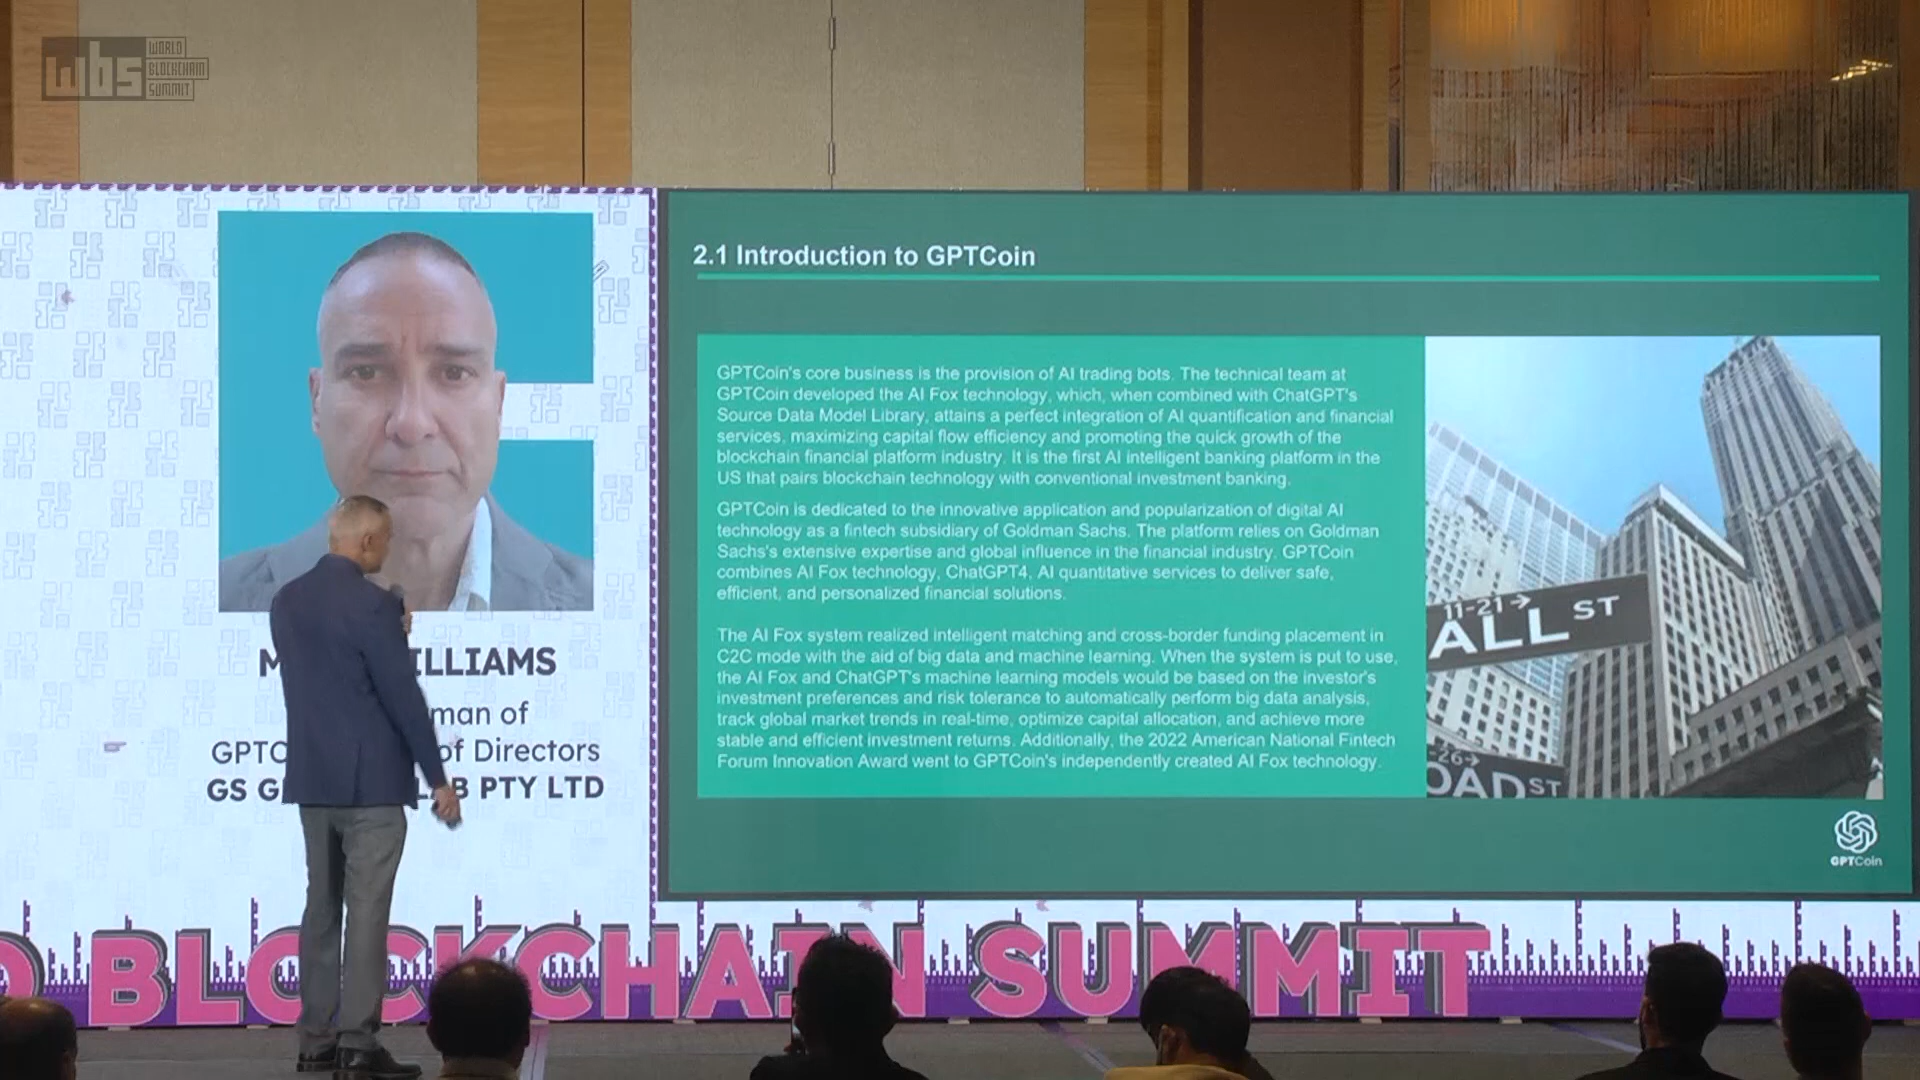 wbs WORLD
BLOCKCHAIN
SUMMIT
ILLIAMS
man of
GPTC of Directors
GS G LAB PTY LTD
2.1 Introduction to GPTCoin
GPTCoin's core business is the provision of AI trading bots. The technical team at
GPTCoin developed the AI Fox technology, which, when combined with ChatGPT's
Source Data Model Library, attains a perfect integration of AI quantification and financial
services, maximizing capital flow efficiency and promoting the quick growth of the
blockchain financial platform industry. It is the first AI intelligent banking platform in the
US that pairs blockchain technology with conventional investment banking.
GPTCoin is dedicated to the innovative application and popularization of digital AI
technology as a fintech subsidiary of Goldman Sachs. The platform relies on Goldman
Sachs's extensive expertise and global influence in the financial industry. GPTCoin
combines AI Fox technology, ChatGPT4, AI quantitative services to deliver safe,
efficient, and personalized financial solutions.
The AI Fox system realized intelligent matching and cross-border funding placement in
C2C mode with the aid of big data and machine learning. When the system is put to use,
the AI Fox and ChatGPT's machine learning models would be based on the investor's
investment preferences and risk tolerance to automatically perform big data analysis,
track global market trends in real-time, optimize capital allocation, and achieve more
stable and efficient investment returns. Additionally, the 2022 American National Fintech
Forum Innovation Award went to GPTCoin's independently created AI Fox technology.
11-21→
ALL ST
26→
OAD ST
GPTCoin
D BLOCKCHAIN SUMMIT